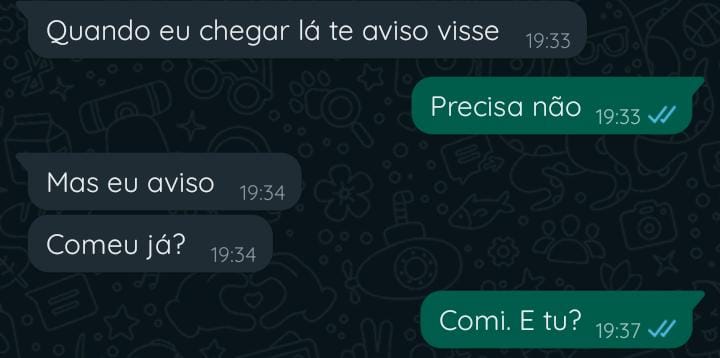 Quando eu chegar lá te aviso visse 19:33
Precisa não 19:33
Mas eu aviso 19:34
Comeu já? 19:34
Comi. E tu? 19:37